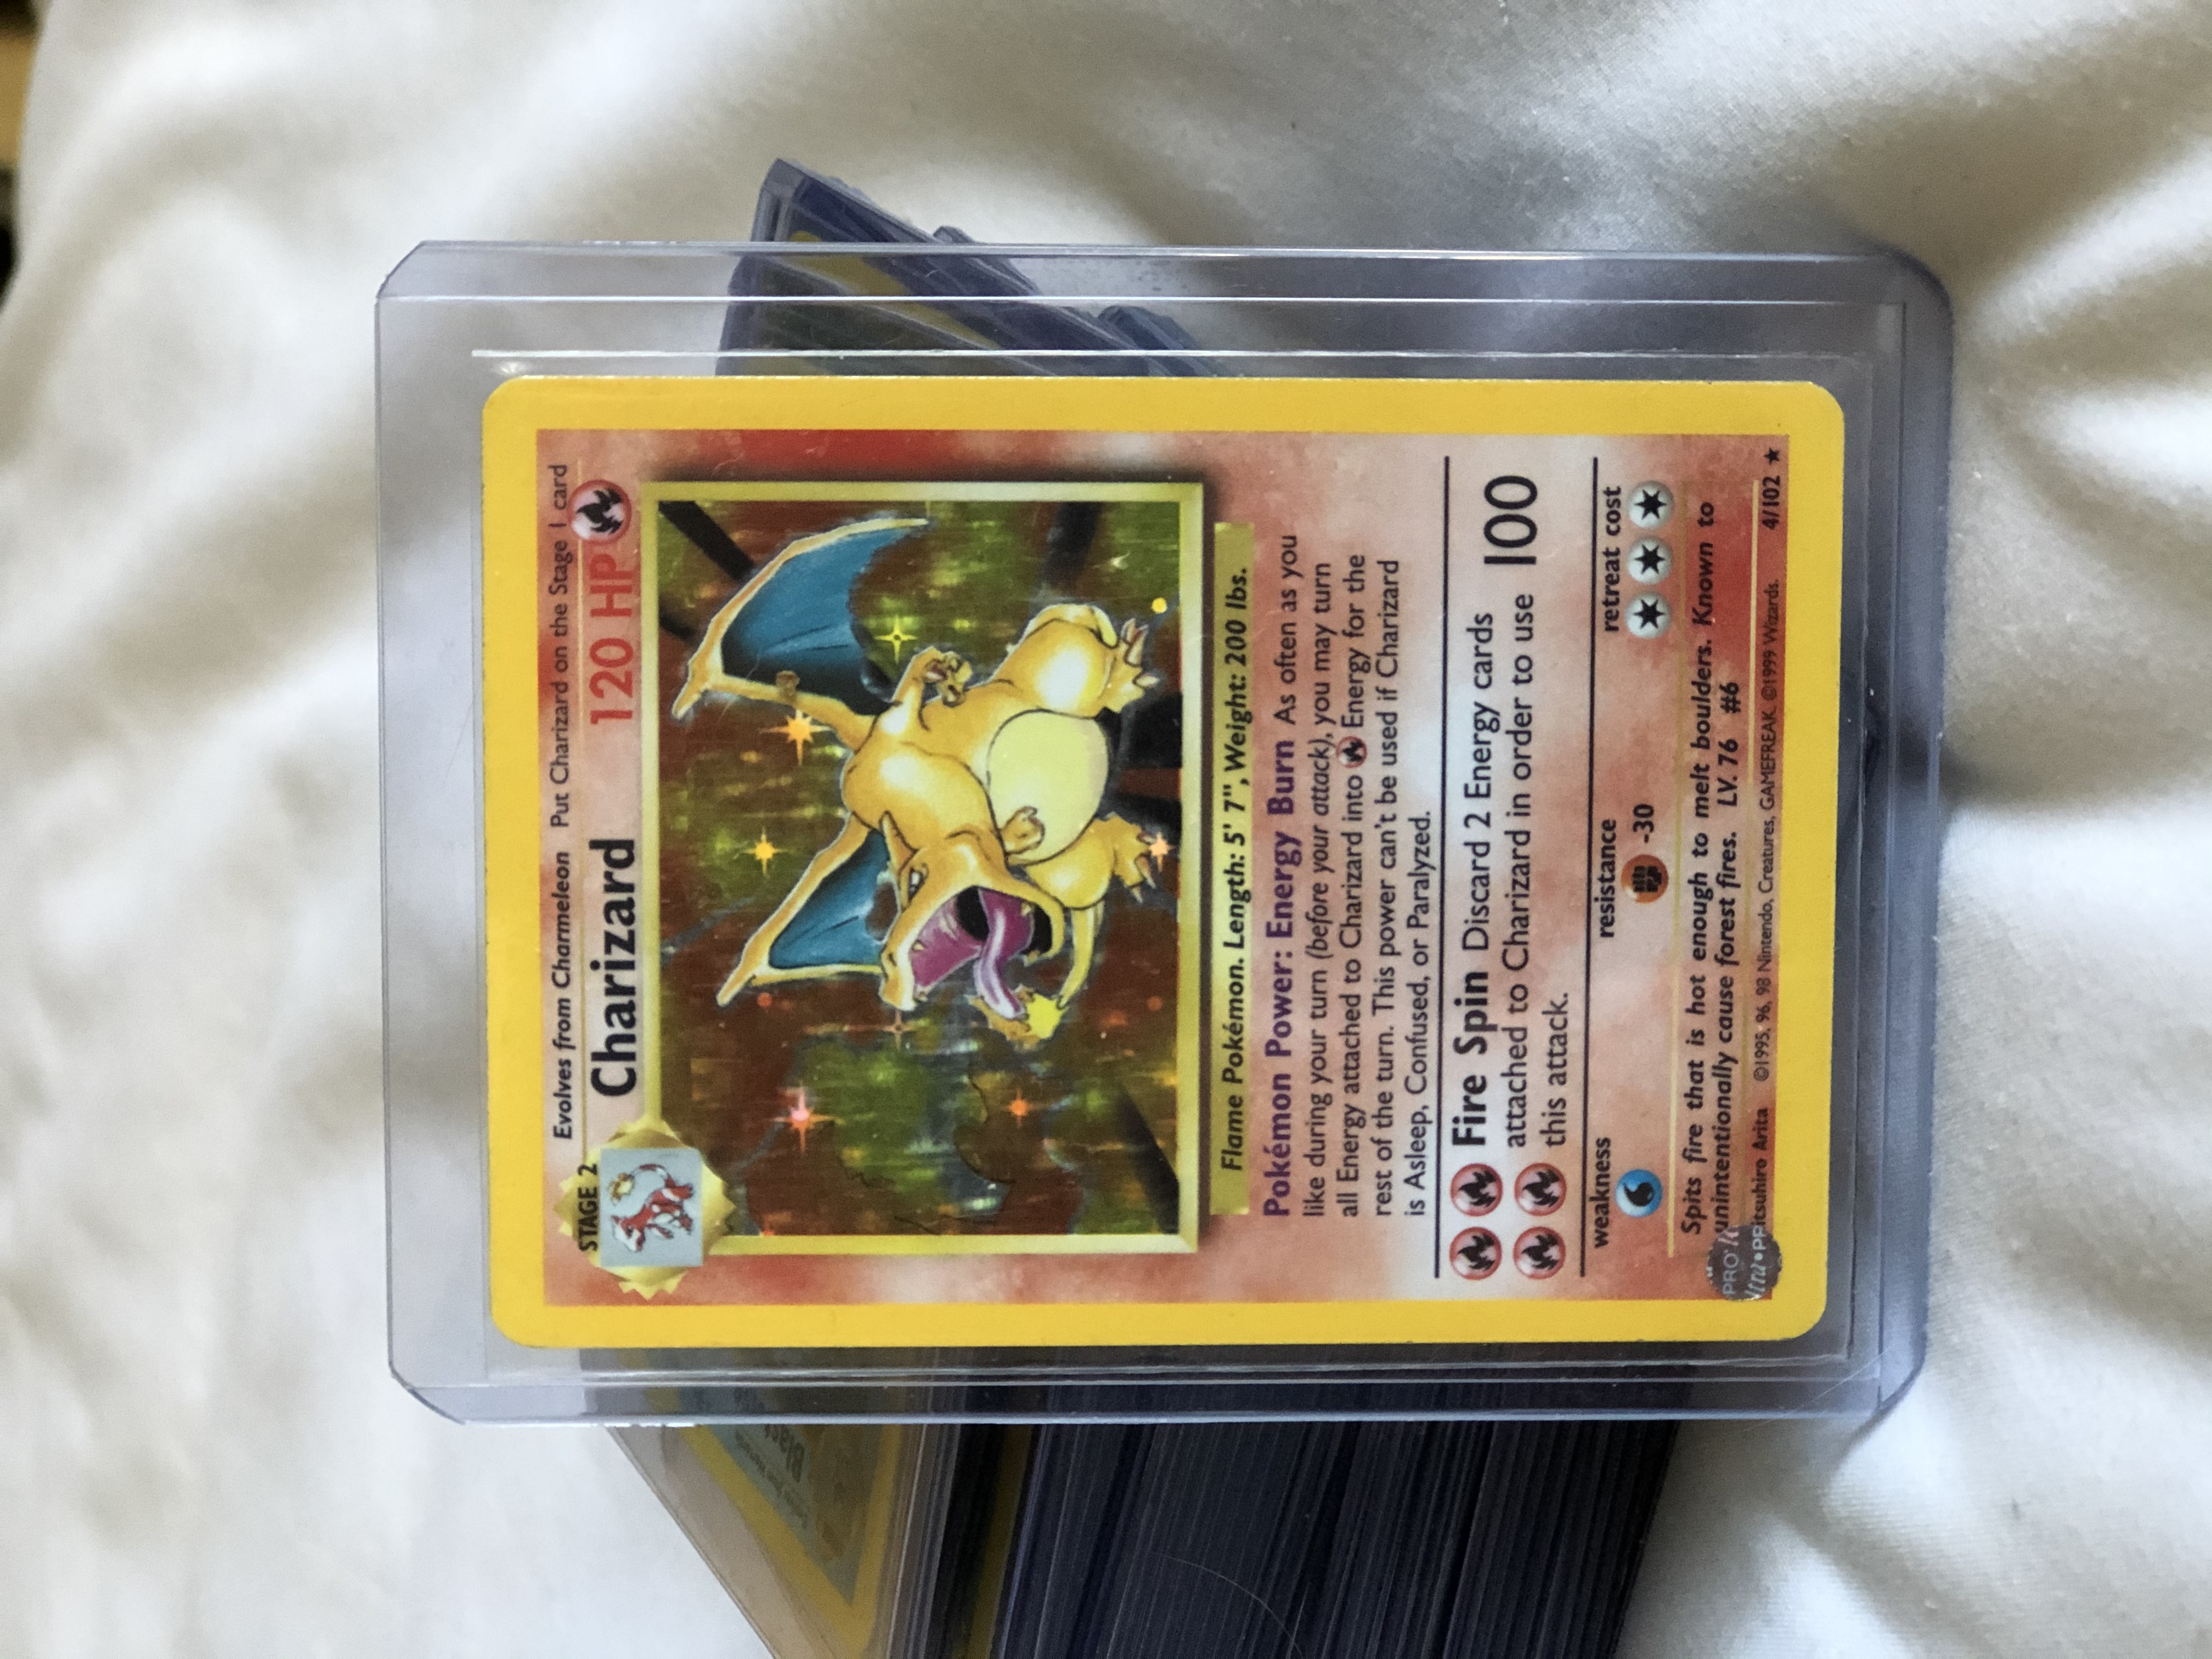 Evolves from Charmeleon Put Charizard on the Stage 1 card
STAGE 2
Charizard 120 HP
Flame Pokémon. Length: 5' 7", Weight: 200 lbs.
Pokémon Power: Energy Burn As often as you
like during your turn (before your attack), you may turn
all Energy attached to Charizard into Energy for the
rest of the turn. This power can't be used if Charizard
is Asleep, Confused, or Paralyzed.
Fire Spin Discard 2 Energy cards
attached to Charizard in order to use
this attack.
100
weakness resistance retreat cost
-30
Spits fire that is hot enough to melt boulders. Known to
unintentionally cause forest fires. LV. 76 #6
PRO
itsuhiro Arita ©1995, 96, 98 Nintendo, Creatures, GAMEFREAK. ©1999 Wizards. 4/102 ★